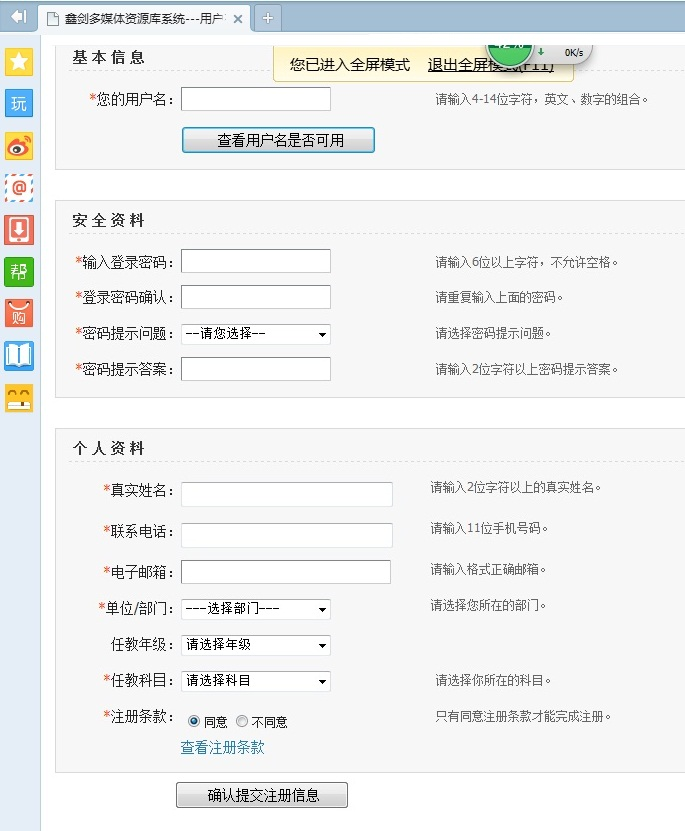 鑫剑多媒体资源库系统---用户
基本信息
您已进入全屏模式 退出全屏模式(F11)
0K/s
*您的用户名： 请输入4-14位字符，英文、数字的组合。
查看用户名是否可用
安全资料
*输入登录密码： 请输入6位以上字符，不允许空格。
*登录密码确认： 请重复输入上面的密码。
*密码提示问题： --请您选择-- 请选择密码提示问题。
*密码提示答案： 请输入2位字符以上密码提示答案。
个人资料
*真实姓名： 请输入2位字符以上的真实姓名。
*联系电话： 请输入11位手机号码。
*电子邮箱： 请输入格式正确邮箱。
*单位/部门： ---选择部门--- 请选择您所在的部门。
任教年级： 请选择年级
*任教科目： 请选择科目 请选择你所在的科目。
*注册条款： 同意 不同意 只有同意注册条款才能完成注册。
查看注册条款
确认提交注册信息
玩
@
帮
购